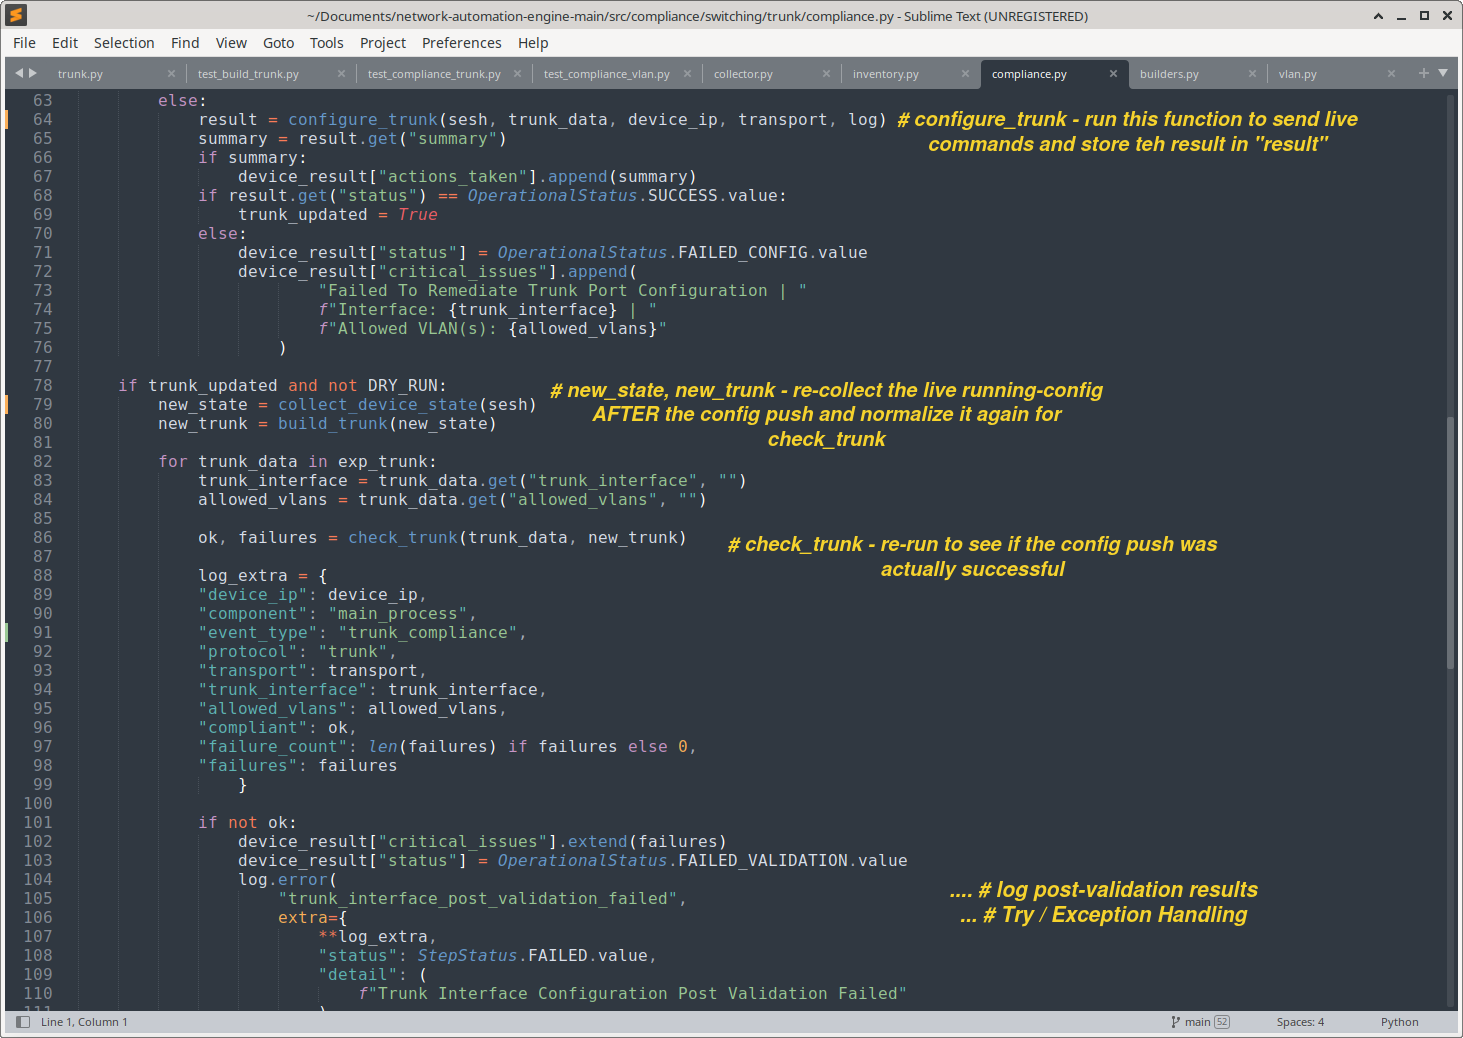 ~/Documents/network-automation-engine-main/src/compliance/switching/trunk/compliance.py - Sublime Text (UNREGISTERED)
File Edit Selection Find View Goto Tools Project Preferences Help
trunk.py test_build_trunk.py test_compliance_trunk.py test_compliance_vlan.py collector.py inventory.py compliance.py builders.py vlan.py
63 else:
64 result = configure_trunk(sesh, trunk_data, device_ip, transport, log) # configure_trunk - run this function to send live
commands and store teh result in "result"
65 summary = result.get("summary")
66 if summary:
67 device_result["actions_taken"].append(summary)
68 if result.get("status") == OperationalStatus.SUCCESS.value:
69 trunk_updated = True
70 else:
71 device_result["status"] = OperationalStatus.FAILED_CONFIG.value
72 device_result["critical_issues"].append(
73 "Failed To Remediate Trunk Port Configuration | "
74 f"Interface: {trunk_interface} | "
75 f"Allowed VLAN(s): {allowed_vlans}"
76 )
77
78 if trunk_updated and not DRY_RUN:
# new_state, new_trunk - re-collect the live running-config
79 new_state = collect_device_state(sesh)
AFTER the config push and normalize it again for
80 new_trunk = build_trunk(new_state)
check_trunk
81
82 for trunk_data in exp_trunk:
83 trunk_interface = trunk_data.get("trunk_interface", "")
84 allowed_vlans = trunk_data.get("allowed_vlans", "")
85
86 ok, failures = check_trunk(trunk_data, new_trunk)
# check_trunk - re-run to see if the config push was
87
actually successful
88 log_extra = {
89 "device_ip": device_ip,
90 "component": "main_process",
91 "event_type": "trunk_compliance",
92 "protocol": "trunk",
93 "transport": transport,
94 "trunk_interface": trunk_interface,
95 "allowed_vlans": allowed_vlans,
96 "compliant": ok,
97 "failure_count": len(failures) if failures else 0,
98 "failures": failures
99 }
100
101 if not ok:
102 device_result["critical_issues"].extend(failures)
103 device_result["status"] = OperationalStatus.FAILED_VALIDATION.value
104 log.error(
105 "trunk_interface_post_validation_failed",
.... # log post-validation results
106 extra={
... # Try / Exception Handling
107 **log_extra,
108 "status": StepStatus.FAILED.value,
109 "detail": (
110 f"Trunk Interface Configuration Post Validation Failed"
111 )
Line 1, Column 1 main 52 Spaces: 4 Python